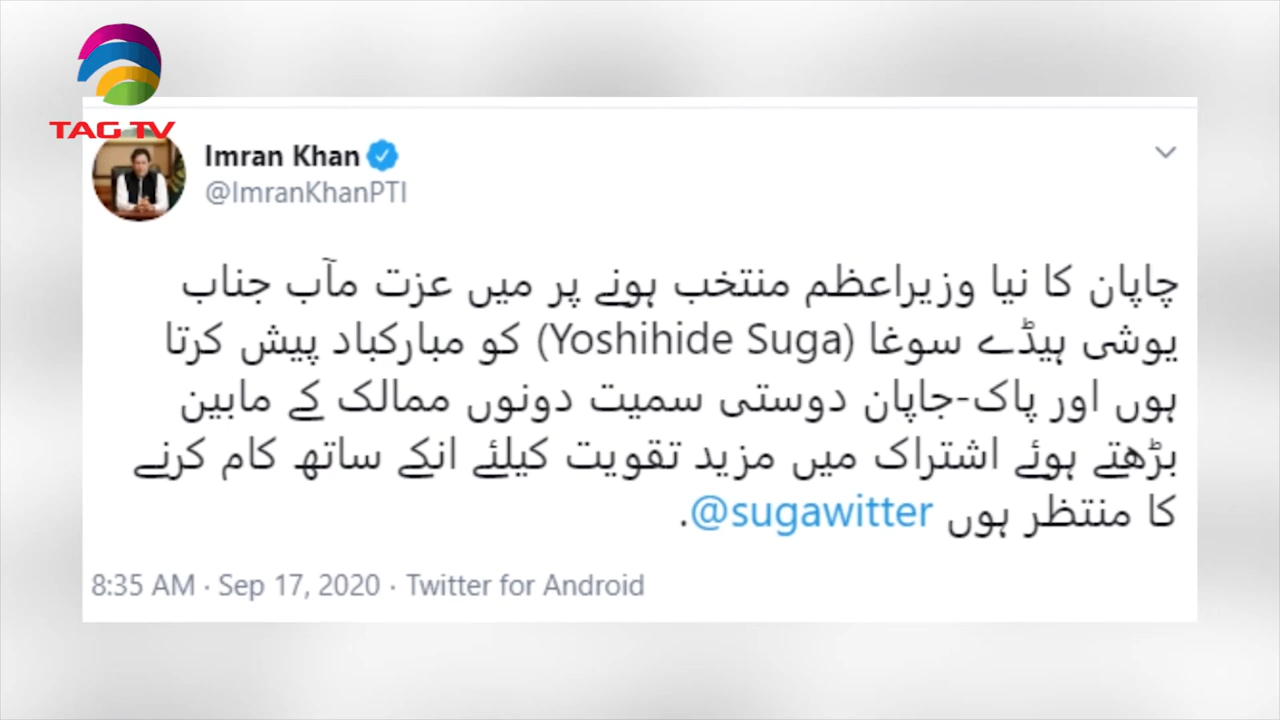 TAG TV
Imran Khan
@ImranKhanPTI
چاپان کا نیا وزیراعظم منتخب ہونے پر میں عزت مآب جناب
یوشی ہیڈے سوغا (Yoshihide Suga) کو مبارکباد پیش کرتا
ہوں اور پاک-جاپان دوستی سمیت دونوں ممالک کے مابین
بڑھتے ہوئے اشتراک میں مزید تقویت کیلئے انکے ساتھ کام کرنے
کا منتظر ہوں @sugawitter.
8:35 AM · Sep 17, 2020 · Twitter for Android